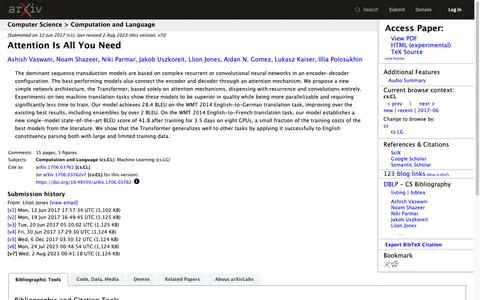 arXiv
Search
About
Donate
Log in
Computer Science > Computation and Language
[Submitted on 12 Jun 2017 (v1), last revised 2 Aug 2023 (this version, v7)]
Attention Is All You Need
Ashish Vaswani, Noam Shazeer, Niki Parmar, Jakob Uszkoreit, Llion Jones, Aidan N. Gomez, Lukasz Kaiser, Illia Polosukhin
The dominant sequence transduction models are based on complex recurrent or convolutional neural networks in an encoder-decoder
configuration. The best performing models also connect the encoder and decoder through an attention mechanism. We propose a new
simple network architecture, the Transformer, based solely on attention mechanisms, dispensing with recurrence and convolutions entirely.
Experiments on two machine translation tasks show these models to be superior in quality while being more parallelizable and requiring
significantly less time to train. Our model achieves 28.4 BLEU on the WMT 2014 English-to-German translation task, improving over the
existing best results, including ensembles by over 2 BLEU. On the WMT 2014 English-to-French translation task, our model establishes a
new single-model state-of-the-art BLEU score of 41.8 after training for 3.5 days on eight GPUs, a small fraction of the training costs of the
best models from the literature. We show that the Transformer generalizes well to other tasks by applying it successfully to English
constituency parsing both with large and limited training data.
Comments: 15 pages, 5 figures
Subjects: Computation and Language (cs.CL); Machine Learning (cs.LG)
Cite as: arXiv:1706.03762 [cs.CL]
(or arXiv:1706.03762v7 [cs.CL] for this version)
https://doi.org/10.48550/arXiv.1706.03762
Submission history
From: Llion Jones [view email]
[v1] Mon, 12 Jun 2017 17:57:34 UTC (1,102 KB)
[v2] Mon, 19 Jun 2017 16:49:45 UTC (1,125 KB)
[v3] Tue, 20 Jun 2017 05:20:02 UTC (1,125 KB)
[v4] Fri, 30 Jun 2017 17:29:30 UTC (1,124 KB)
[v5] Wed, 6 Dec 2017 03:30:32 UTC (1,124 KB)
[v6] Mon, 24 Jul 2023 00:48:54 UTC (1,124 KB)
[v7] Wed, 2 Aug 2023 00:41:18 UTC (1,124 KB)
Bibliographic Tools
Code, Data, Media
Demos
Related Papers
About arXivLabs
Bibliographic and Citation Tools
Access Paper:
View PDF
HTML (experimental)
TeX Source
view license
Additional Features
Audio Summary
Current browse context:
cs.CL
< prev | next >
new | recent | 2017-06
Change to browse by:
cs
cs.LG
References & Citations
SciX
Google Scholar
Semantic Scholar
123 blog links (what is this?)
DBLP - CS Bibliography
listing | bibtex
Ashish Vaswani
Noam Shazeer
Niki Parmar
Jakob Uszkoreit
Llion Jones
...
Export BibTeX Citation
Bookmark